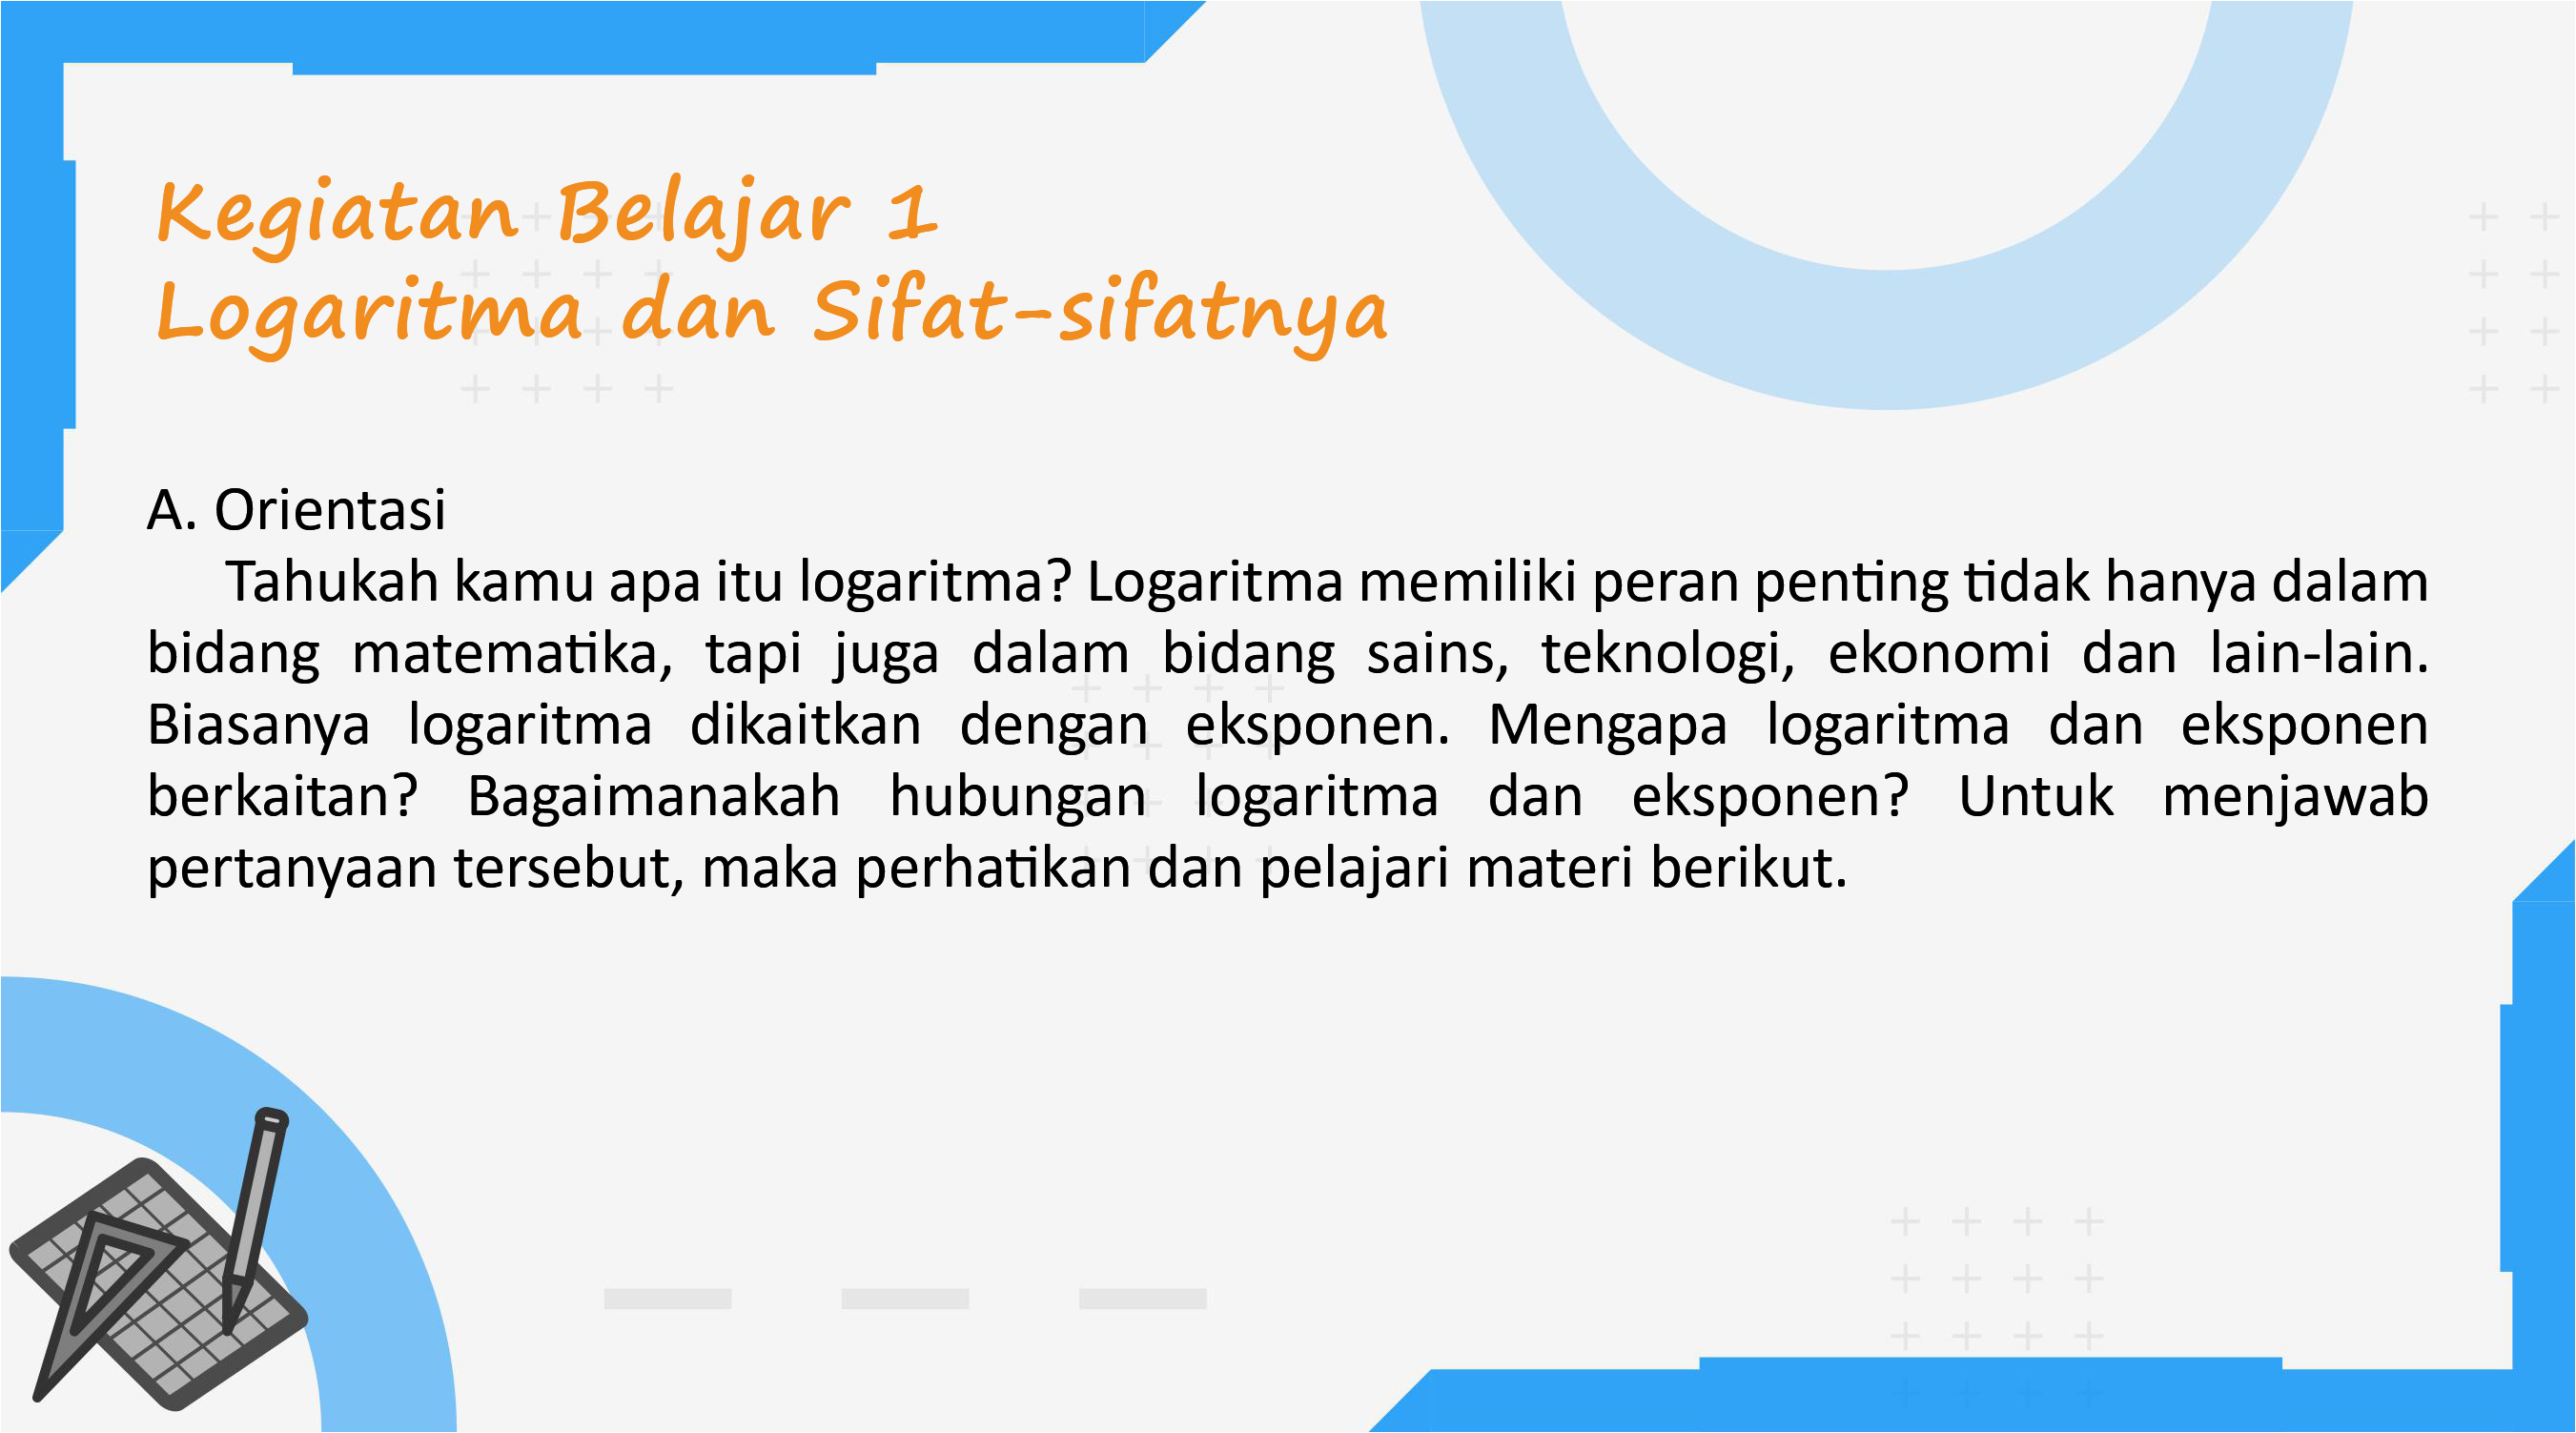 Kegiatan Belajar 1
Logaritma dan Sifat-sifatnya
A. Orientasi
Tahukah kamu apa itu logaritma? Logaritma memiliki peran penting tidak hanya dalam
bidang matematika, tapi juga dalam bidang sains, teknologi, ekonomi dan lain-lain.
Biasanya logaritma dikaitkan dengan eksponen. Mengapa logaritma dan eksponen
berkaitan? Bagaimanakah hubungan logaritma dan eksponen? Untuk menjawab
pertanyaan tersebut, maka perhatikan dan pelajari materi berikut.